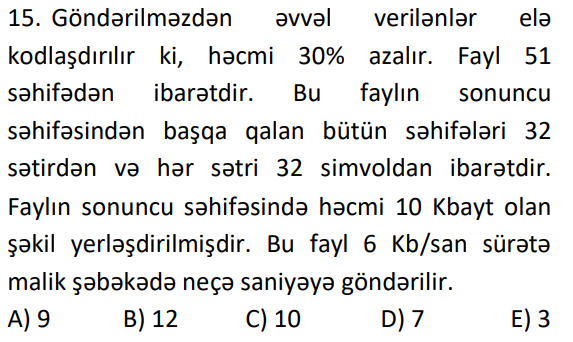 15. Göndərilməzdən əvvəl verilənlər elə
kodlaşdırılır ki, həcmi 30% azalır. Fayl 51
səhifədən ibarətdir. Bu faylın sonuncu
səhifəsindən başqa qalan bütün səhifələri 32
sətirdən və hər sətri 32 simvoldan ibarətdir.
Faylın sonuncu səhifəsində həcmi 10 Kbayt olan
şəkil yerləşdirilmişdir. Bu fayl 6 Kb/san sürətə
malik şəbəkədə neçə saniyəyə göndərilir.
A) 9 B) 12 C) 10 D) 7 E) 3